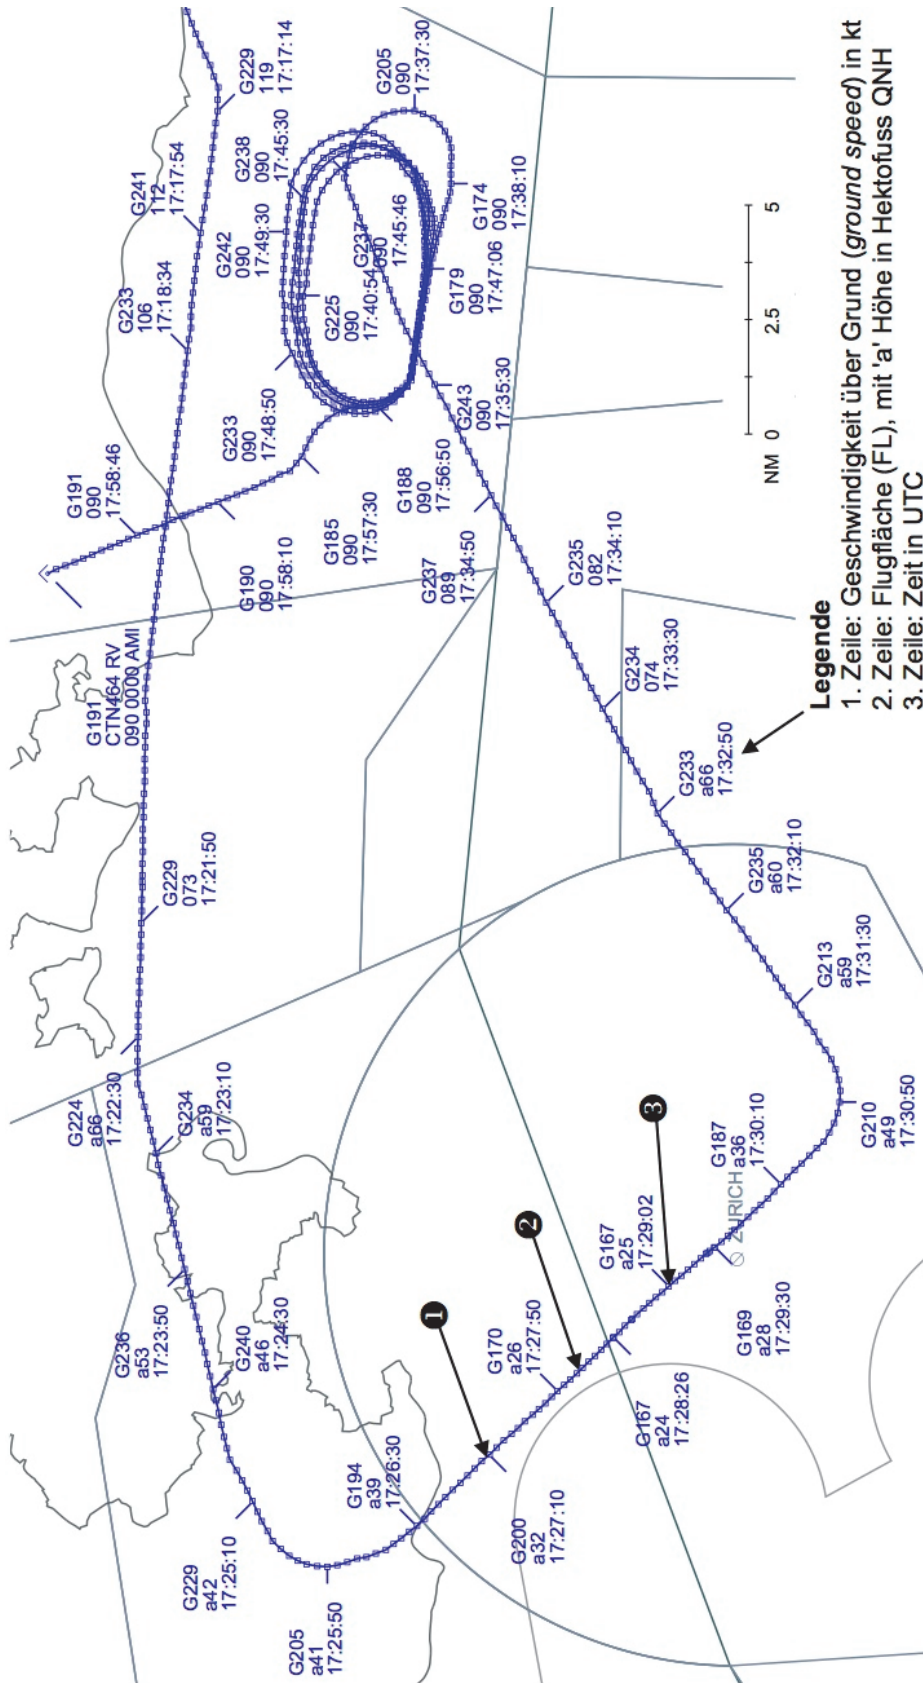 G229
119
17:17:14
G241
112
17:17:54
G233
106
17:18:34
G205
090
17:37:30
G238
090
17:45:30
G242
090
17:49:30
G237
090
17:45:46
G225
090
17:40:54
G174
090
17:38:10
G179
090
17:47:06
G233
090
17:48:50
G243
090
17:35:30
G191
090
17:58:46
G190
090
17:58:10
G185
090
17:57:30
G188
090
17:56:50
G237
089
17:34:50
G235
082
17:34:10
G234
074
17:33:30
G233
a66
17:32:50
G235
a60
17:32:10
G213
a59
17:31:30
G210
a49
17:30:50
G187
a36
17:30:10
ZURICH
G169
a28
17:29:30
G167
a25
17:29:02
G167
a24
17:28:26
G170
a26
17:27:50
G200
a32
17:27:10
G194
a39
17:26:30
G205
a41
17:25:50
G229
a42
17:25:10
G240
a46
17:24:30
G236
a53
17:23:50
G234
a59
17:23:10
G224
a66
17:22:30
G229
073
17:21:50
G191
CTN464 RV
090 0000 AMI
1
2
3
NM 0 2.5 5
Legende
1. Zeile: Geschwindigkeit über Grund (ground speed) in kt
2. Zeile: Flugfläche (FL), mit 'a' Höhe in Hektofuss QNH
3. Zeile: Zeit in UTC